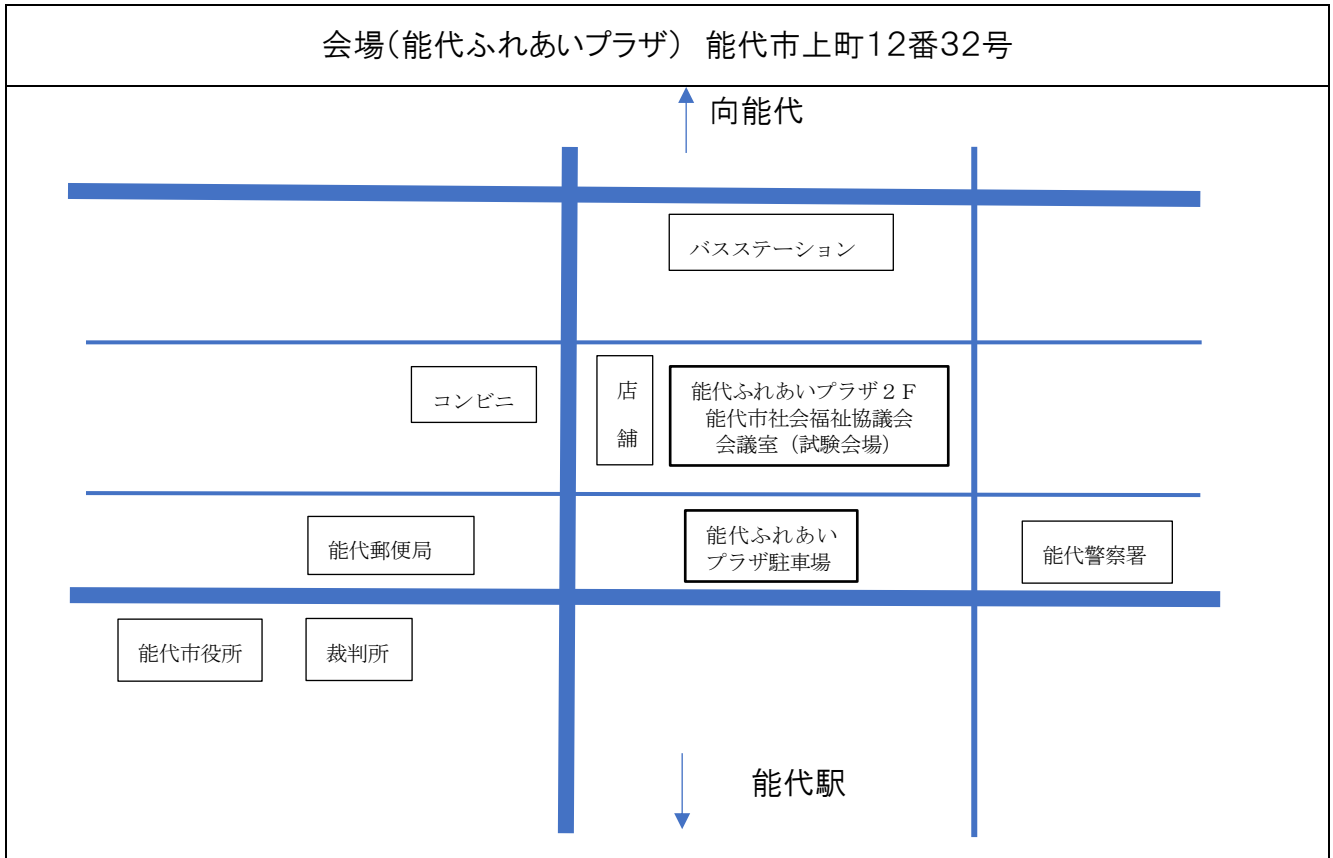 会場(能代ふれあいプラザ) 能代市上町12番32号
向能代
バスステーション
コンビニ
店
舗
能代ふれあいプラザ2F
能代市社会福祉協議会
会議室(試験会場)
能代郵便局
能代ふれあい
プラザ駐車場
能代警察署
能代市役所
裁判所
能代駅